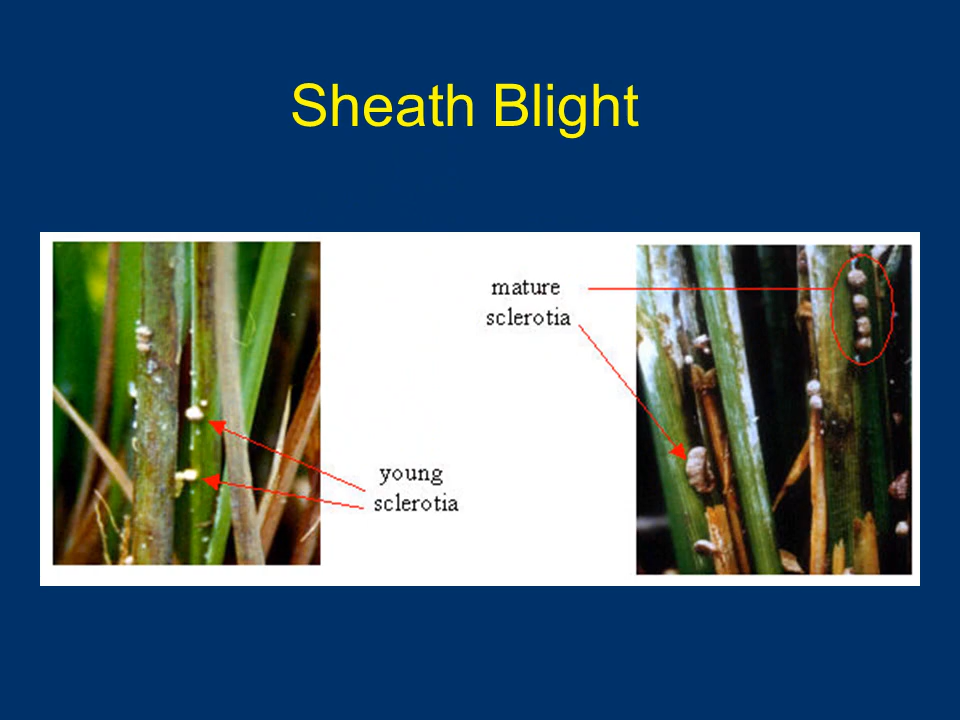 Sheath Blight
mature
sclerotia
young
sclerotia